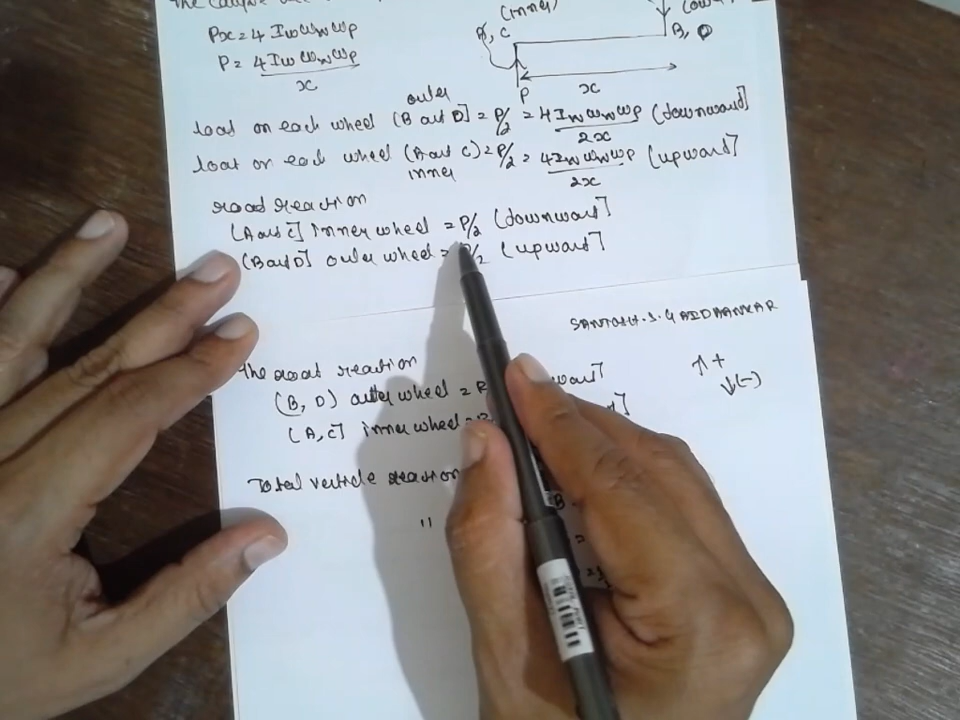 Px = 4 Iw ωw ωp
P = 4 Iw ωw ωp / x
(inner)
A, C
B, D
P
x
outer
load on each wheel (B and D] = P/2 = 4 Iw ωw ωp / 2x (downward]
load on each wheel (A and C) = P/2 = 4 Iw ωw ωp / 2x (upward]
inner
road reaction
(A and C] inner wheel = P/2 (downward]
(B and D] outer wheel = P/2 (upward]
SANTOSH.S.GAIDHANKAR
The road reaction
(B, D) outer wheel =
(A, C] inner wheel =
↑ +
↓ (-)
Total verticle reaction
"